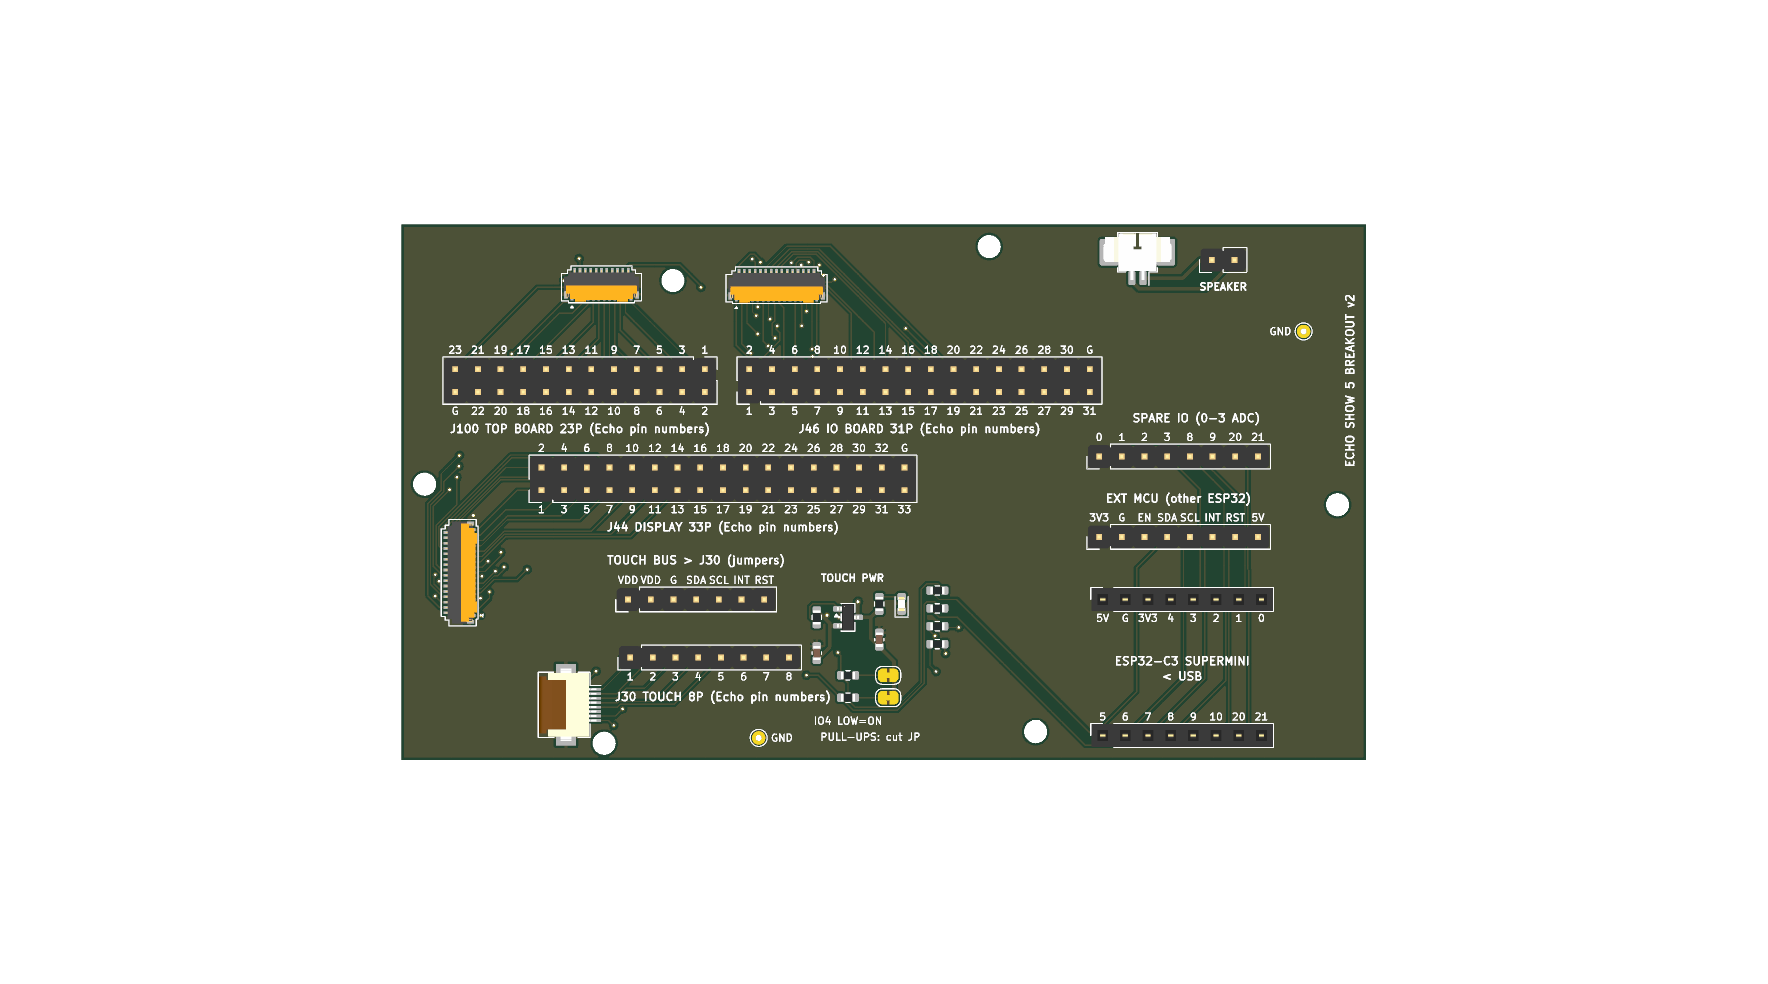 SPEAKER
GND
ECHO SHOW 5 BREAKOUT v2
23 21 19 17 15 13 11 9 7 5 3 1
G 22 20 18 16 14 12 10 8 6 4 2
J100 TOP BOARD 23P (Echo pin numbers)
2 4 6 8 10 12 14 16 18 20 22 24 26 28 30 G
1 3 5 7 9 11 13 15 17 19 21 23 25 27 29 31
J46 IO BOARD 31P (Echo pin numbers)
SPARE IO (0-3 ADC)
0 1 2 3 8 9 20 21
2 4 6 8 10 12 14 16 18 20 22 24 26 28 30 32 G
1 3 5 7 9 11 13 15 17 19 21 23 25 27 29 31 33
J44 DISPLAY 33P (Echo pin numbers)
EXT MCU (other ESP32)
3V3 G EN SDA SCL INT RST 5V
TOUCH BUS > J30 (jumpers)
VDD VDD G SDA SCL INT RST
TOUCH PWR
5V G 3V3 4 3 2 1 0
ESP32-C3 SUPERMINI
< USB
5 6 7 8 9 10 20 21
1 2 3 4 5 6 7 8
J30 TOUCH 8P (Echo pin numbers)
IO4 LOW=ON
PULL-UPS: cut JP
GND